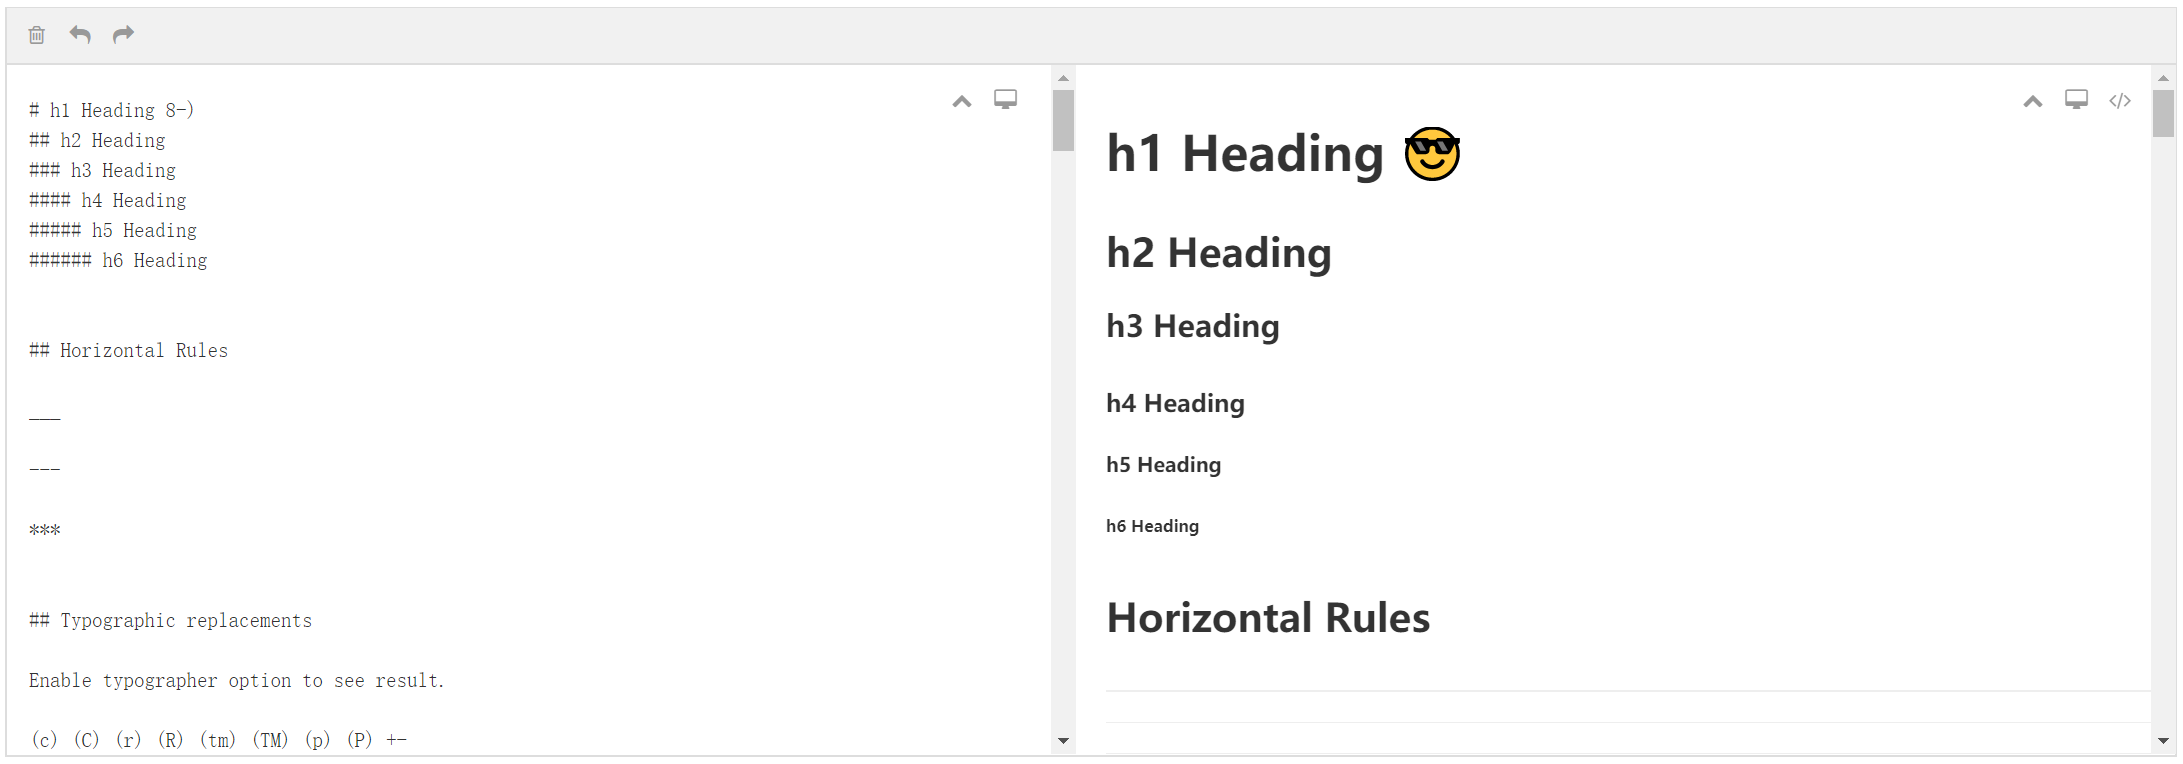 # h1 Heading 8-)
## h2 Heading
### h3 Heading
#### h4 Heading
##### h5 Heading
###### h6 Heading
## Horizontal Rules
___
---
***
## Typographic replacements
Enable typographer option to see result.
(c) (C) (r) (R) (tm) (TM) (p) (P) +-
h1 Heading 😎
h2 Heading
h3 Heading
h4 Heading
h5 Heading
h6 Heading
Horizontal Rules